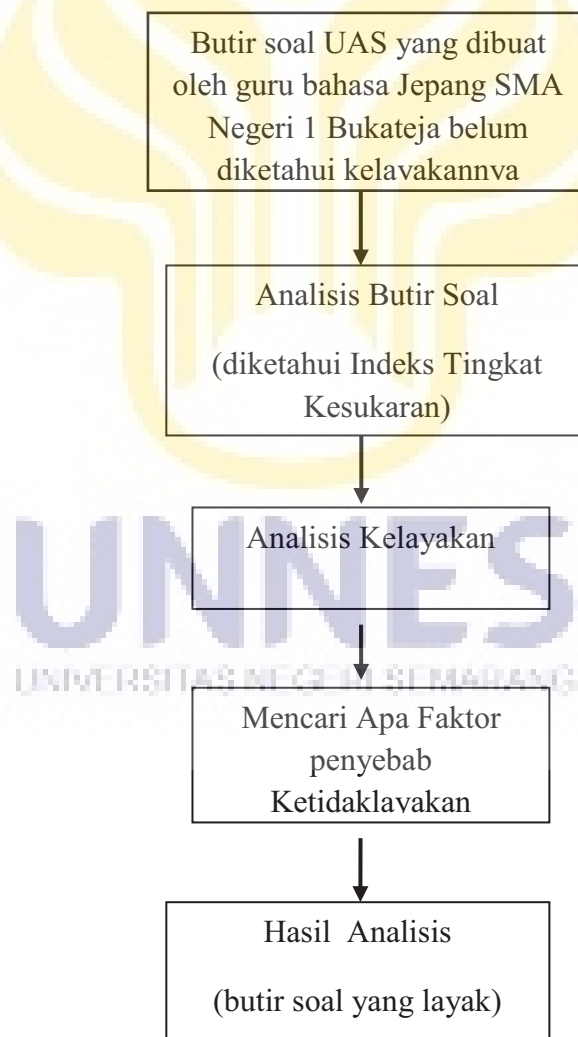 Butir soal UAS yang dibuat
oleh guru bahasa Jepang SMA
Negeri 1 Bukateja belum
diketahui kelayakannya
Analisis Butir Soal
(diketahui Indeks Tingkat
Kesukaran)
Analisis Kelayakan
UNNES
UNIVERSITAS NEGERI SEMARANG
Mencari Apa Faktor
penyebab
Ketidaklayakan
Hasil Analisis
(butir soal yang layak)